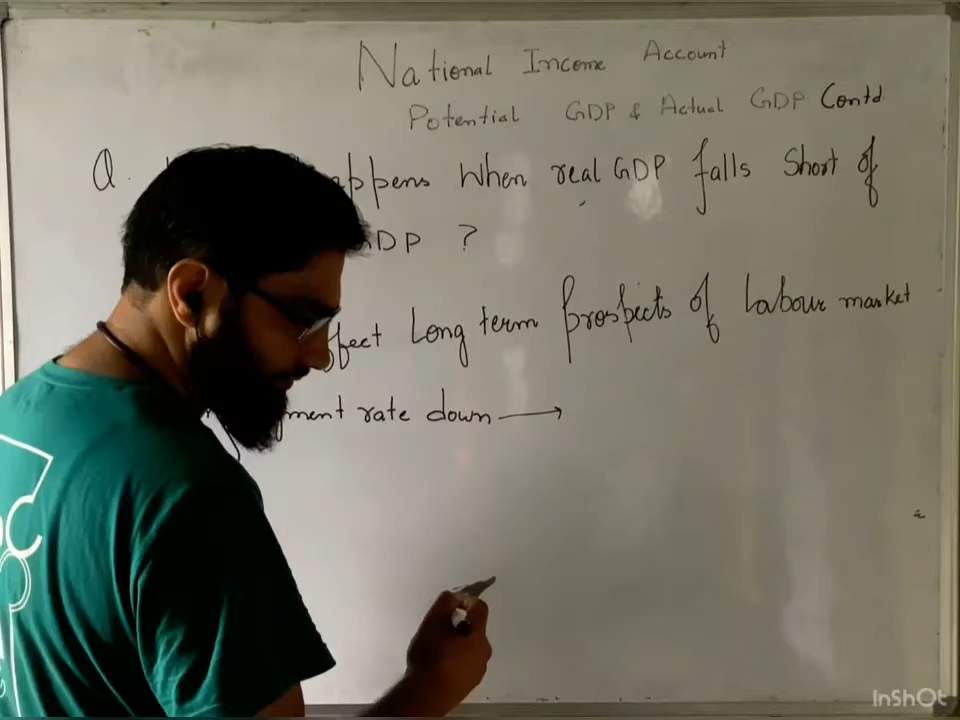 National Income Account
Potential GDP & Actual GDP Contd
Q. appens When real GDP falls Short of
DP ?
ffect Long term prospects of labour market
ment rate down →
InShOt